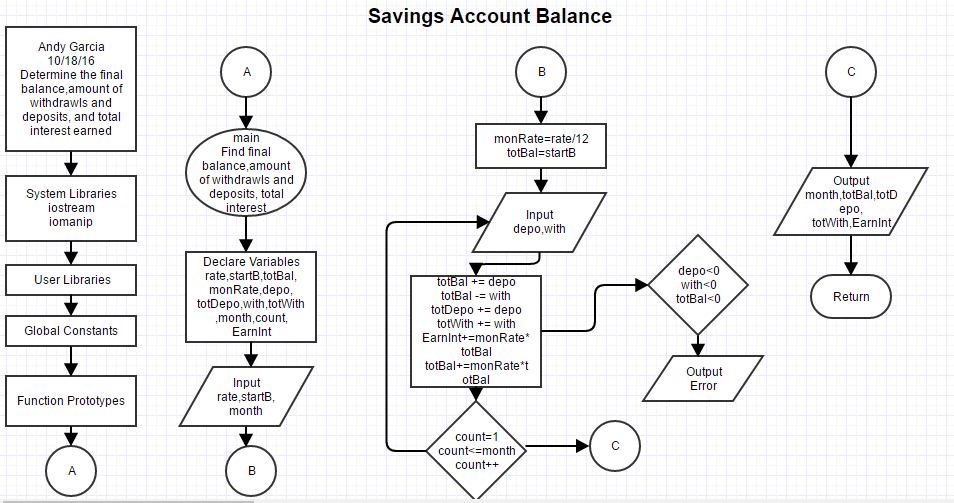 Savings Account Balance
Andy Garcia
10/18/16
Determine the final
balance,amount of
withdrawls and
deposits, and total
interest earned
System Libraries
iostream
iomanip
User Libraries
Global Constants
Function Prototypes
A
A
main
Find final
balance,amount
of withdrawls and
deposits, total
interest
Declare Variables
rate,startB,totBal,
monRate,depo,
totDepo,with,totWith
,month,count,
EarnInt
Input
rate,startB,
month
B
B
monRate=rate/12
totBal=startB
Input
depo,with
totBal += depo
totBal -= with
totDepo += depo
totWith += with
EarnInt+=monRate*
totBal
totBal+=monRate*t
otBal
count=1
count<=month
count++
C
depo<0
with<0
totBal<0
Output
Error
C
Output
month,totBal,totD
epo,
totWith,EarnInt
Return